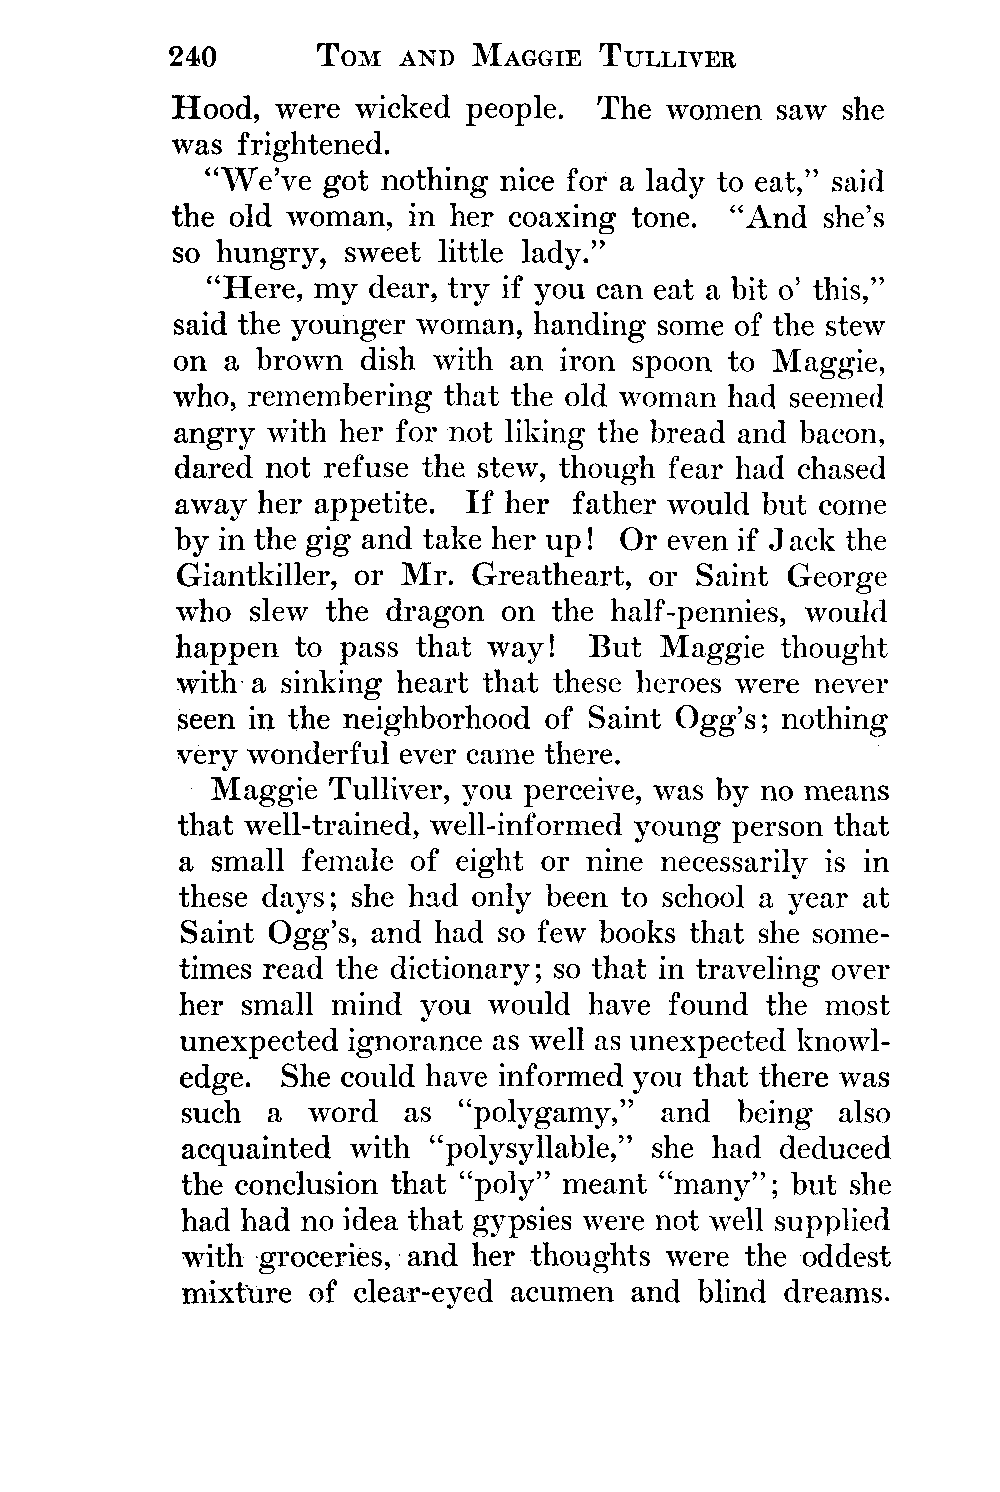 240 TOM AND MAGGIE TULLIVER
Hood, were wicked people. The women saw she
was frightened.
“We’ve got nothing nice for a lady to eat,” said
the old woman, in her coaxing tone. “And she’s
so hungry, sweet little lady.”
“Here, my dear, try if you can eat a bit o’ this,”
said the younger woman, handing some of the stew
on a brown dish with an iron spoon to Maggie,
who, remembering that the old woman had seemed
angry with her for not liking the bread and bacon,
dared not refuse the stew, though fear had chased
away her appetite. If her father would but come
by in the gig and take her up! Or even if Jack the
Giantkiller, or Mr. Greatheart, or Saint George
who slew the dragon on the half-pennies, would
happen to pass that way! But Maggie thought
with a sinking heart that these heroes were never
seen in the neighborhood of Saint Ogg’s; nothing
very wonderful ever came there.
Maggie Tulliver, you perceive, was by no means
that well-trained, well-informed young person that
a small female of eight or nine necessarily is in
these days; she had only been to school a year at
Saint Ogg’s, and had so few books that she some-
times read the dictionary; so that in traveling over
her small mind you would have found the most
unexpected ignorance as well as unexpected knowl-
edge. She could have informed you that there was
such a word as “polygamy,” and being also
acquainted with “polysyllable,” she had deduced
the conclusion that “poly” meant “many”; but she
had had no idea that gypsies were not well supplied
with groceries, and her thoughts were the oddest
mixture of clear-eyed acumen and blind dreams.